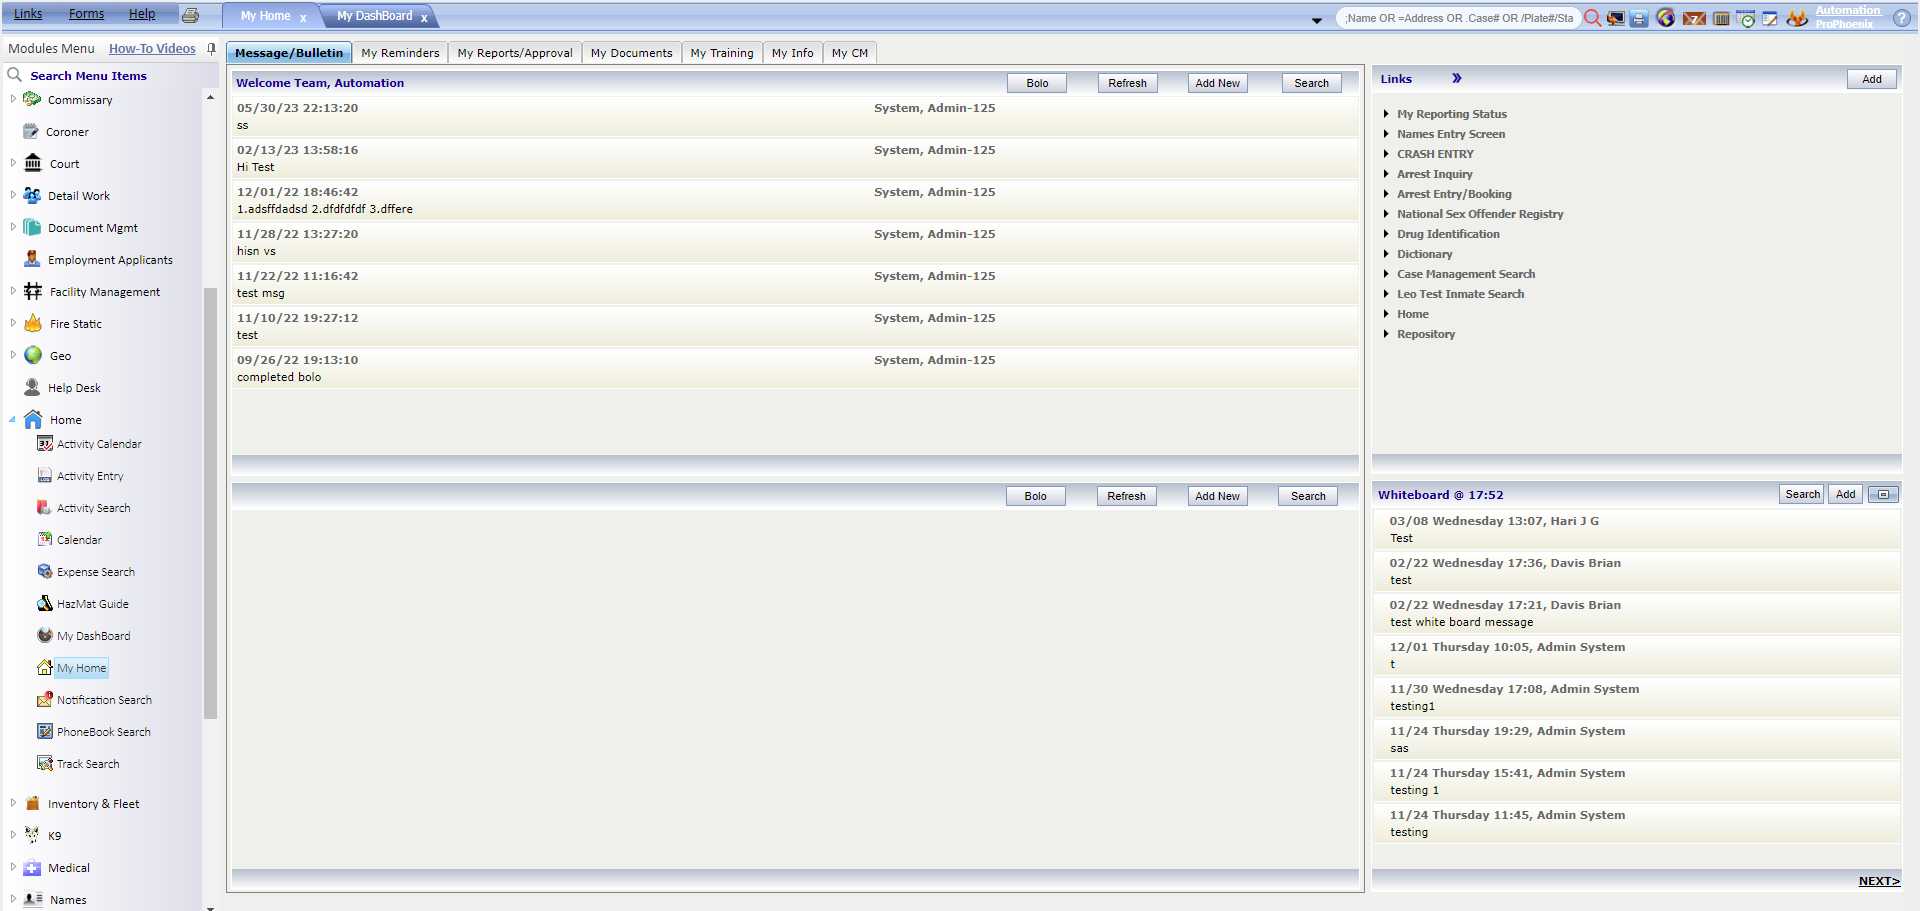 Links Forms Help My Home x My DashBoard x ;Name OR =Address OR .Case# OR /Plate#/Sta Automation
ProPhoenix
Modules Menu How-To Videos
Search Menu Items
Commissary
Coroner
Court
Detail Work
Document Mgmt
Employment Applicants
Facility Management
Fire Static
Geo
Help Desk
Home
Activity Calendar
Activity Entry
Activity Search
Calendar
Expense Search
HazMat Guide
My DashBoard
My Home
Notification Search
PhoneBook Search
Track Search
Inventory & Fleet
K9
Medical
Names
Message/Bulletin My Reminders My Reports/Approval My Documents My Training My Info My CM
Welcome Team, Automation Bolo Refresh Add New Search
05/30/23 22:13:20 System, Admin-125
ss
02/13/23 13:58:16 System, Admin-125
Hi Test
12/01/22 18:46:42 System, Admin-125
1.adsffdadsd 2.dfdfdfdf 3.dffere
11/28/22 13:27:20 System, Admin-125
hisn vs
11/22/22 11:16:42 System, Admin-125
test msg
11/10/22 19:27:12 System, Admin-125
test
09/26/22 19:13:10 System, Admin-125
completed bolo
Bolo Refresh Add New Search
Links » Add
My Reporting Status
Names Entry Screen
CRASH ENTRY
Arrest Inquiry
Arrest Entry/Booking
National Sex Offender Registry
Drug Identification
Dictionary
Case Management Search
Leo Test Inmate Search
Home
Repository
Whiteboard @ 17:52 Search Add
03/08 Wednesday 13:07, Hari J G
Test
02/22 Wednesday 17:36, Davis Brian
test
02/22 Wednesday 17:21, Davis Brian
test white board message
12/01 Thursday 10:05, Admin System
t
11/30 Wednesday 17:08, Admin System
testing1
11/24 Thursday 19:29, Admin System
sas
11/24 Thursday 15:41, Admin System
testing 1
11/24 Thursday 11:45, Admin System
testing
NEXT>